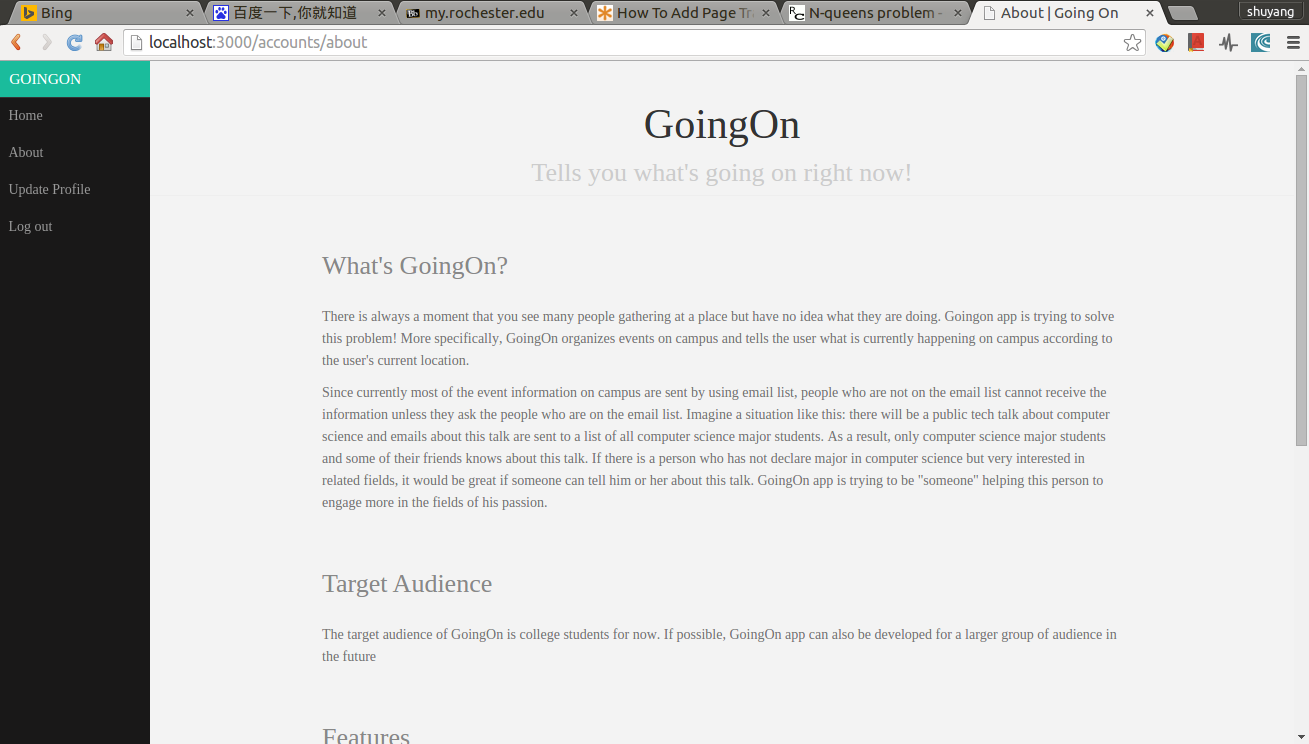 Bing
百度一下,你就知道
my.rochester.edu
How To Add Page Tr
N-queens problem -
About | Going On
shuyang
localhost:3000/accounts/about
GOINGON
Home
About
Update Profile
Log out
GoingOn
Tells you what's going on right now!
What's GoingOn?
There is always a moment that you see many people gathering at a place but have no idea what they are doing. Goingon app is trying to solve
this problem! More specifically, GoingOn organizes events on campus and tells the user what is currently happening on campus according to
the user's current location.
Since currently most of the event information on campus are sent by using email list, people who are not on the email list cannot receive the
information unless they ask the people who are on the email list. Imagine a situation like this: there will be a public tech talk about computer
science and emails about this talk are sent to a list of all computer science major students. As a result, only computer science major students
and some of their friends knows about this talk. If there is a person who has not declare major in computer science but very interested in
related fields, it would be great if someone can tell him or her about this talk. GoingOn app is trying to be "someone" helping this person to
engage more in the fields of his passion.
Target Audience
The target audience of GoingOn is college students for now. If possible, GoingOn app can also be developed for a larger group of audience in
the future
Features